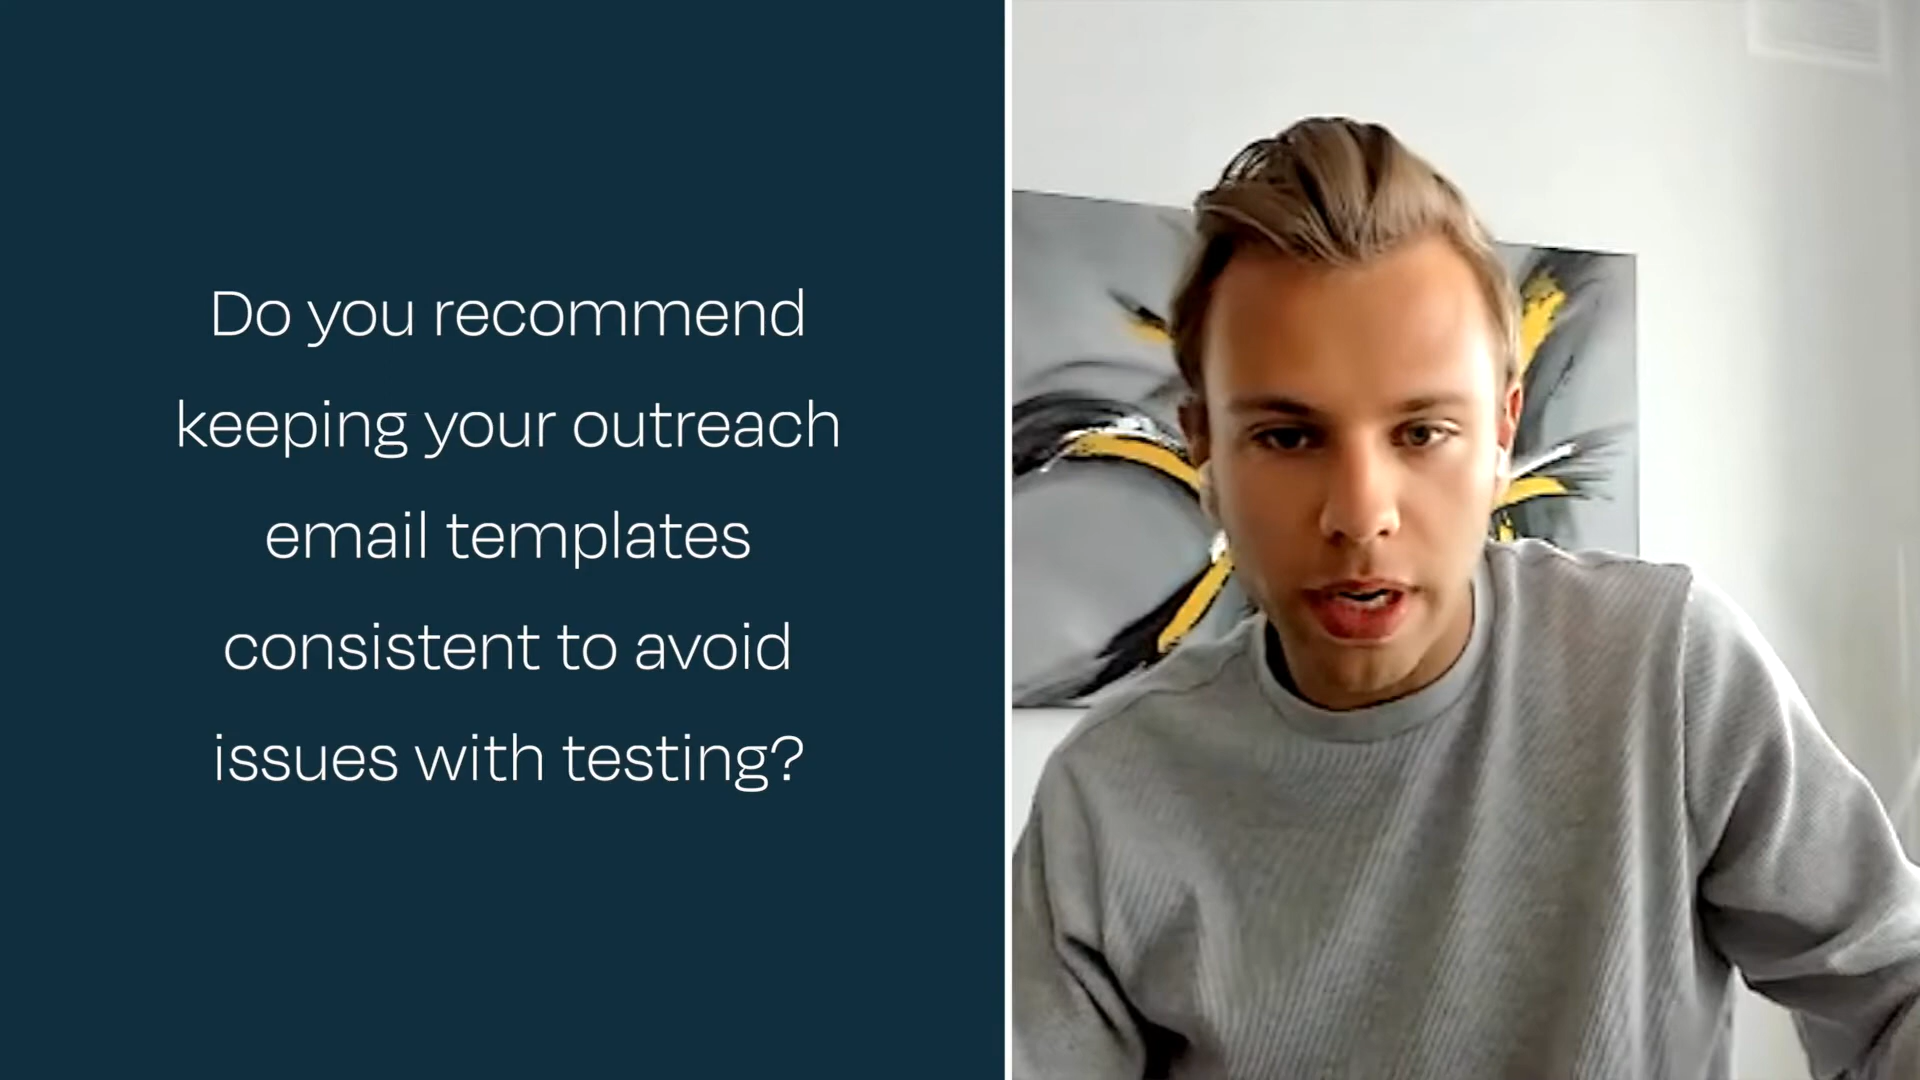 Do you recommend
keeping your outreach
email templates
consistent to avoid
issues with testing?